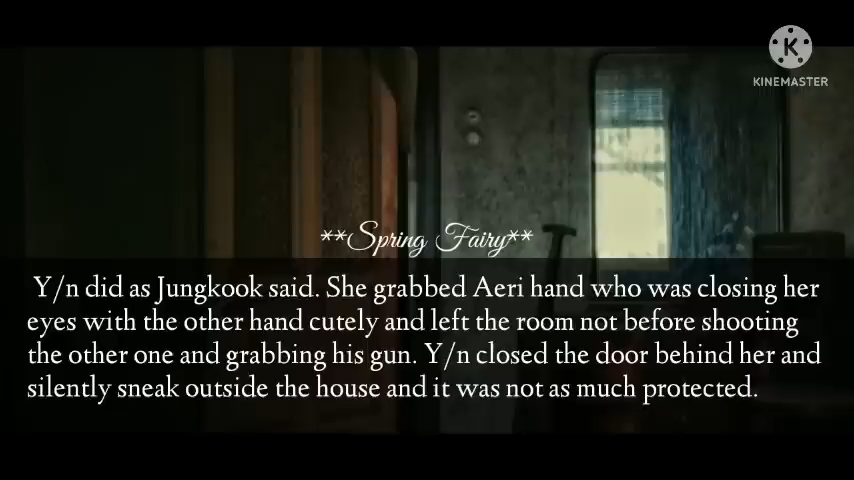 KINEMASTER
**Spring Fairy**
Y/n did as Jungkook said. She grabbed Aeri hand who was closing her
eyes with the other hand cutely and left the room not before shooting
the other one and grabbing his gun. Y/n closed the door behind her and
silently sneak outside the house and it was not as much protected.